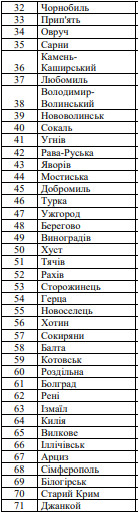 32 Чорнобиль
33 Прип'ять
34 Овруч
35 Сарни
Камень-
36 Каширський
37 Любомиль
Володимир-
38 Волинський
39 Нововолинськ
40 Сокаль
41 Угнів
42 Рава-Руська
43 Яворів
44 Мостиська
45 Добромиль
46 Турка
47 Ужгород
48 Берегово
49 Виноградів
50 Хуст
51 Тячів
52 Рахів
53 Сторожинець
54 Герца
55 Новоселець
56 Хотин
57 Сокиряни
58 Балта
59 Котовськ
60 Роздільна
61 Болград
62 Рені
63 Ізмаїл
64 Килія
65 Вилкове
66 Іллічівськ
67 Арциз
68 Сімферополь
69 Білогірськ
70 Старий Крим
71 Джанкой